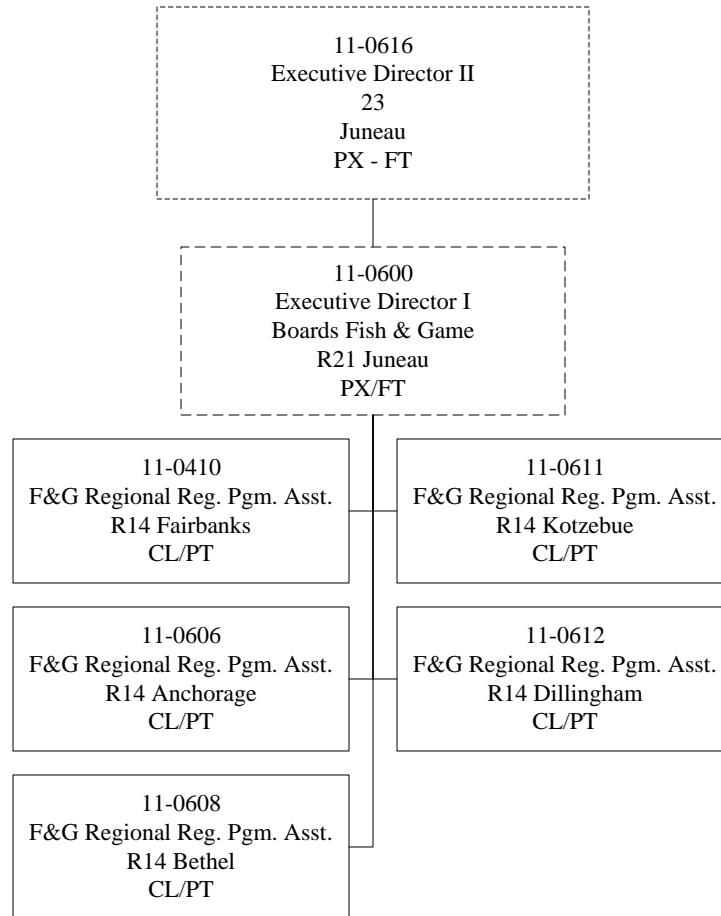 11-0616
Executive Director II
23
Juneau
PX - FT
11-0600
Executive Director I
Boards Fish & Game
R21 Juneau
PX/FT
11-0410
F&G Regional Reg. Pgm. Asst.
R14 Fairbanks
CL/PT
11-0611
F&G Regional Reg. Pgm. Asst.
R14 Kotzebue
CL/PT
11-0606
F&G Regional Reg. Pgm. Asst.
R14 Anchorage
CL/PT
11-0612
F&G Regional Reg. Pgm. Asst.
R14 Dillingham
CL/PT
11-0608
F&G Regional Reg. Pgm. Asst.
R14 Bethel
CL/PT